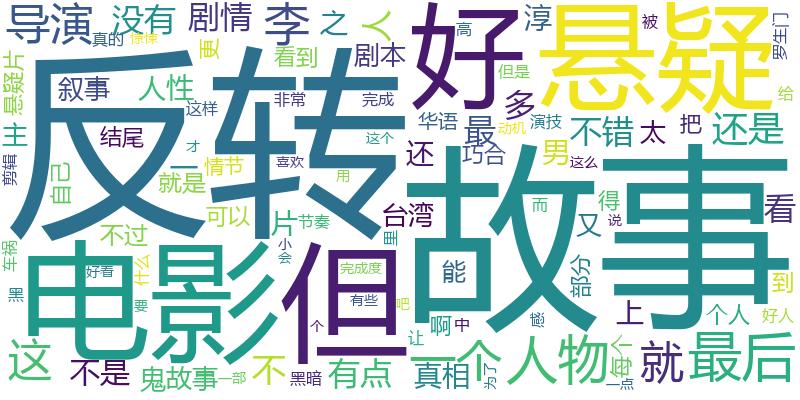 导演
没有
剧情
李
之
人
好
淳
悬疑
被
罗生门
真的
惊悚
更
看到
剧本
高
但是
给
悬疑片
叙事
人性
反转
这样
非常
完成
多
华语
动机
演技
不错
太
把
还是
主
结尾
才
这个
还
最
巧合
男
这么
剪辑
一
就是
情节
喜欢
用
故事
自己
可以
片
节奏
台湾
而
又
得
说
看
不过
里
能
部分
到
车祸
电影
小
会
但
完成度
有些
吧
黑
好看
什么
要
个
让
啊
中
感
上
个人
好人
这
不是
鬼故事
不
一部
黑暗
有点
真相
一个
为了
人物
一点
就
最后